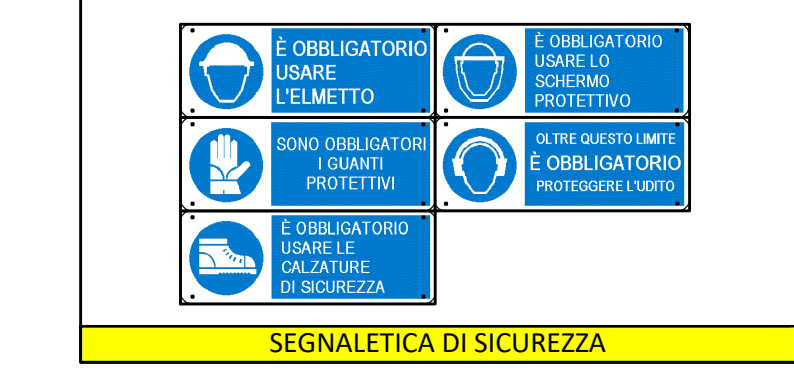 È OBBLIGATORIO
USARE
L'ELMETTO
È OBBLIGATORIO
USARE LO
SCHERMO
PROTETTIVO
SONO OBBLIGATORI
I GUANTI
PROTETTIVI
OLTRE QUESTO LIMITE
È OBBLIGATORIO
PROTEGGERE L'UDITO
È OBBLIGATORIO
USARE LE
CALZATURE
DI SICUREZZA
SEGNALETICA DI SICUREZZA